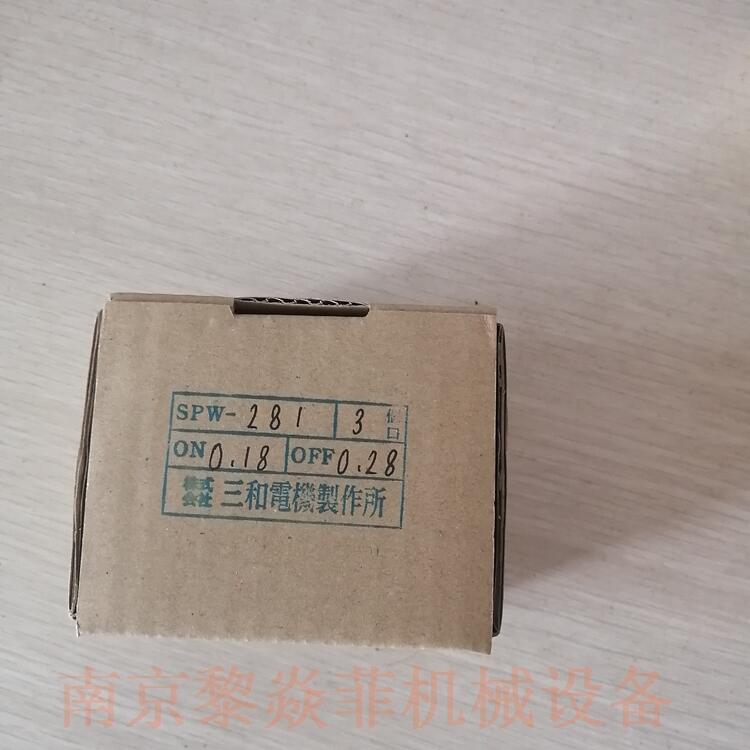 SPW-281 3個口
ON 0.18 OFF 0.28
株式会社 三和電機製作所
南京黎焱菲机械设备